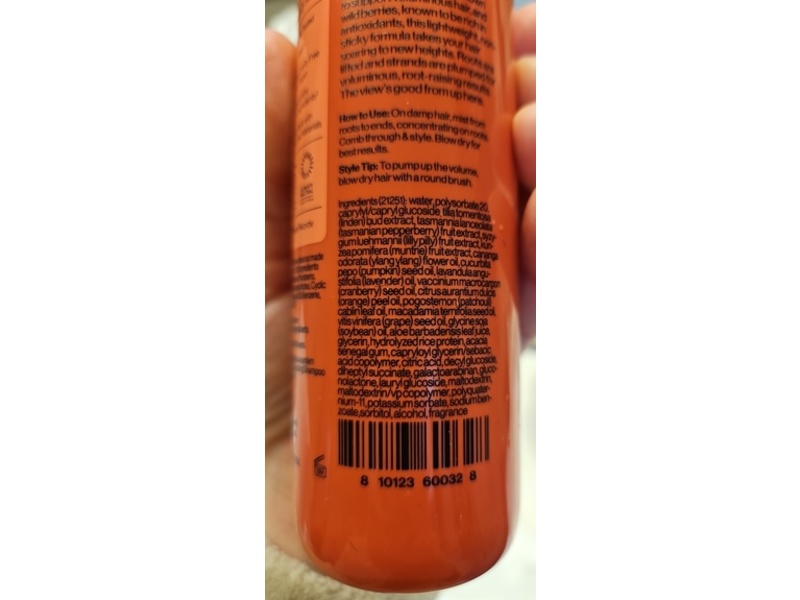 to support voluminous hair, and
wild berries, known to be rich in
antioxidants, this lightweight, non-
sticky formula takes your hair
soaring to new heights. Roots are
lifted and strands are plumped for
voluminous, root-raising results.
The view's good from up here.
How to Use: On damp hair, mist from
roots to ends, concentrating on roots.
Comb through & style. Blow dry for
best results.
Style Tip: To pump up the volume,
blow dry hair with a round brush.
Ingredients (21251): water, polysorbate 20,
caprylyl/capryl glucoside, tilia tomentosa
(linden) bud extract, tasmannia lanceolata
(tasmanian pepperberry) fruit extract, syzy-
gium luehmannii (lilly pilly) fruit extract, kun-
zea pomifera (muntrie) fruit extract, cananga
odorata (ylang ylang) flower oil, cucurbita
pepo (pumpkin) seed oil, lavandula angu-
stifolia (lavender) oil, vaccinium macrocarpon
(cranberry) seed oil, citrus aurantium dulcis
(orange) peel oil, pogostemon (patchouli)
cablin leaf oil, macadamia ternifolia seed oil,
vitis vinifera (grape) seed oil, glycine soja
(soybean) oil, aloe barbadensis leaf juice,
glycerin, hydrolyzed rice protein, acacia
senegal gum, capryloyl glycerin/sebacic
acid copolymer, citric acid, decyl glucoside,
diheptyl succinate, galactoarabinan, gluco-
nolactone, lauryl glucoside, maltodextrin,
maltodextrin/vp copolymer, polyquater-
nium-11, potassium sorbate, sodium ben-
zoate, sorbitol, alcohol, fragrance
8 10123 60032 8